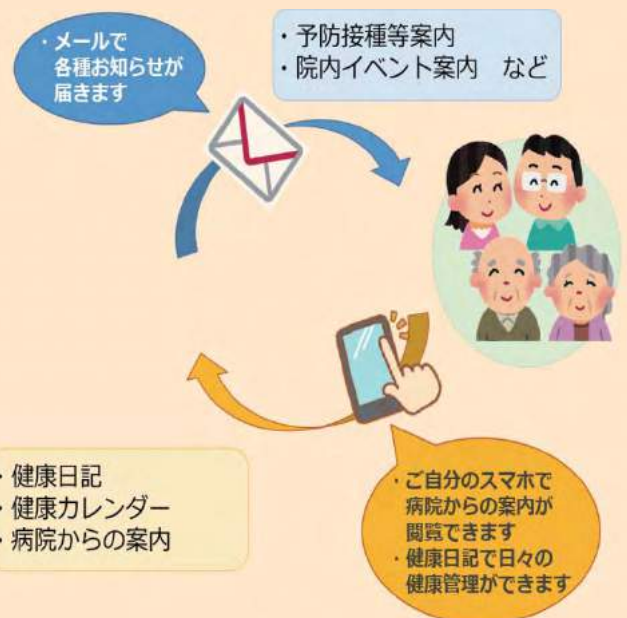 ・メールで
各種お知らせが
届きます
・予防接種等案内
・院内イベント案内　など
・健康日記
・健康カレンダー
・病院からの案内
・ご自分のスマホで
病院からの案内が
閲覧できます
・健康日記で日々の
健康管理ができます